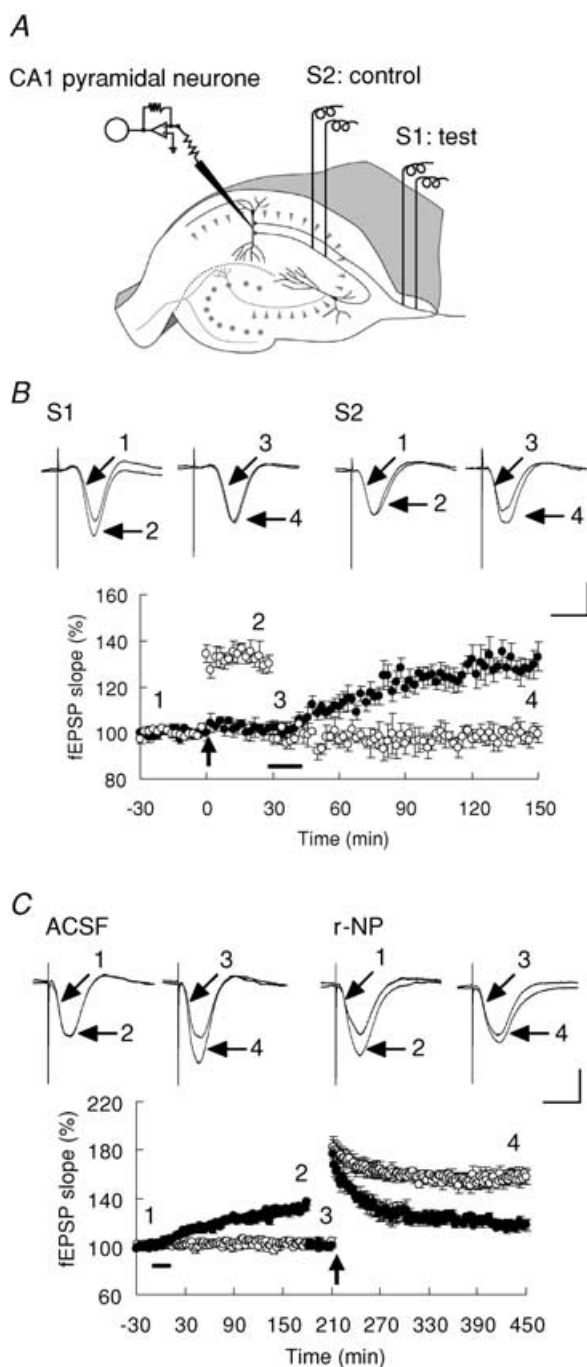 A
CA1 pyramidal neurone
S2: control
S1: test
B
S1
S2
1
3
1
3
2
4
2
4
fEPSP slope (%)
160
140
120
100
80
1
2
3
4
-30 0 30 60 90 120 150
Time (min)
C
ACSF
r-NP
1
3
1
3
2
4
2
4
fEPSP slope (%)
220
180
140
100
60
1
2
3
4
-30 30 90 150 210 270 330 390 450
Time (min)